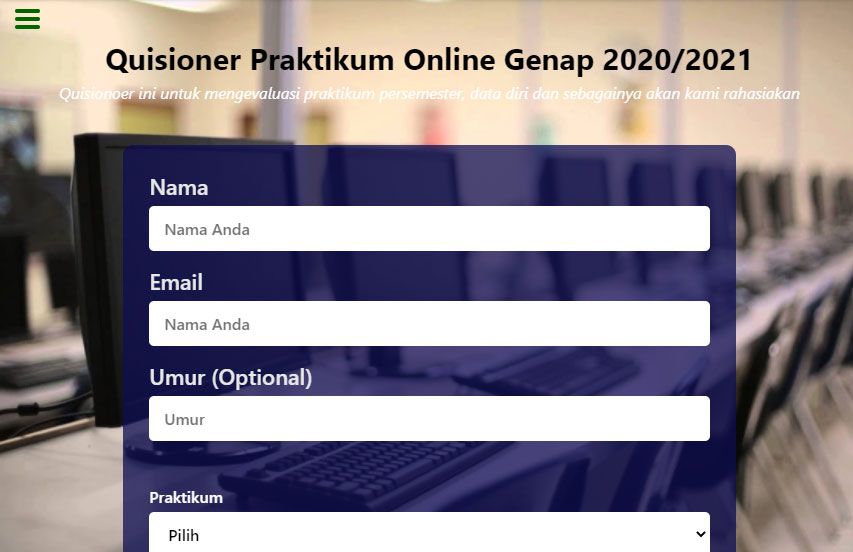 Quisioner Praktikum Online Genap 2020/2021
Quisionoer ini untuk mengevaluasi praktikum persemester, data diri dan sebagainya akan kami rahasiakan
Nama
Nama Anda
Email
Nama Anda
Umur (Optional)
Umur
Praktikum
Pilih